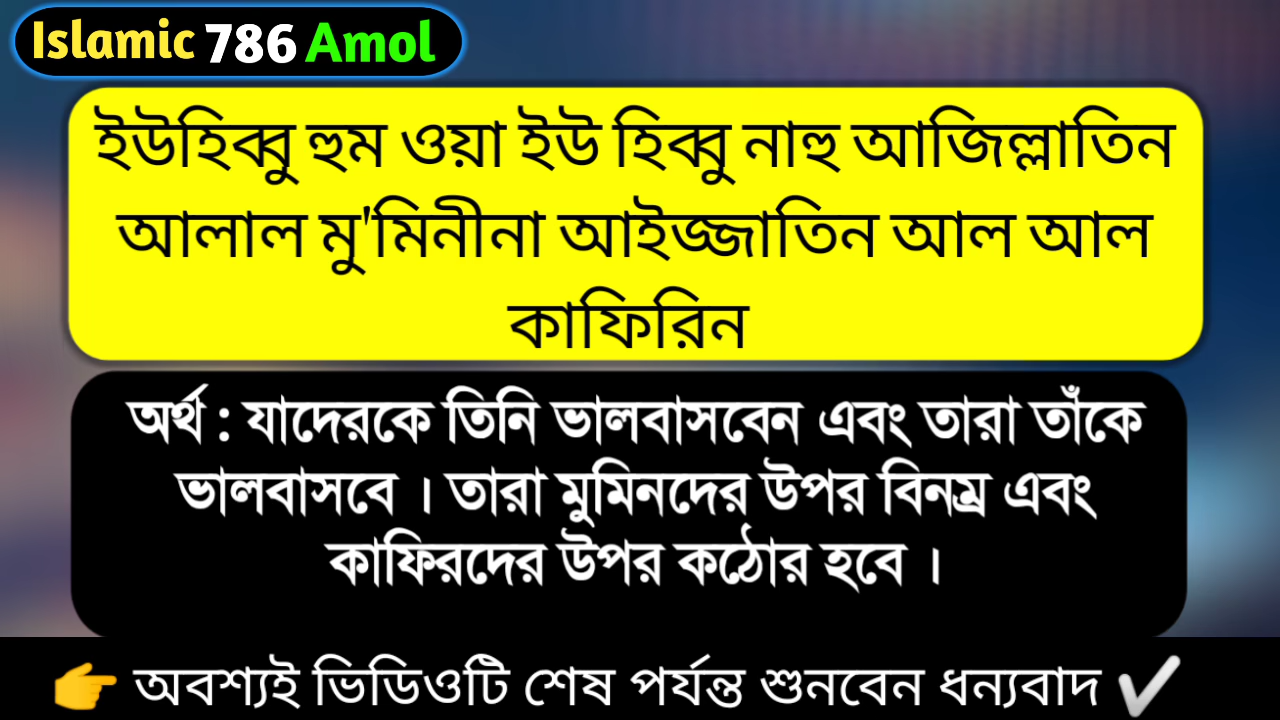 Islamic 786 Amol
ইউহিব্বু হুম ওয়া ইউ হিব্বু নাহু আজিল্লাতিন
আলাল মু'মিনীনা আইজ্জাতিন আল আল
কাফিরিন
অর্থ : যাদেরকে তিনি ভালবাসবেন এবং তারা তাঁকে
ভালবাসবে । তারা মুমিনদের উপর বিনম্র এবং
কাফিরদের উপর কঠোর হবে ।
👉 অবশ্যই ভিডিওটি শেষ পর্যন্ত শুনবেন ধন্যবাদ ✔